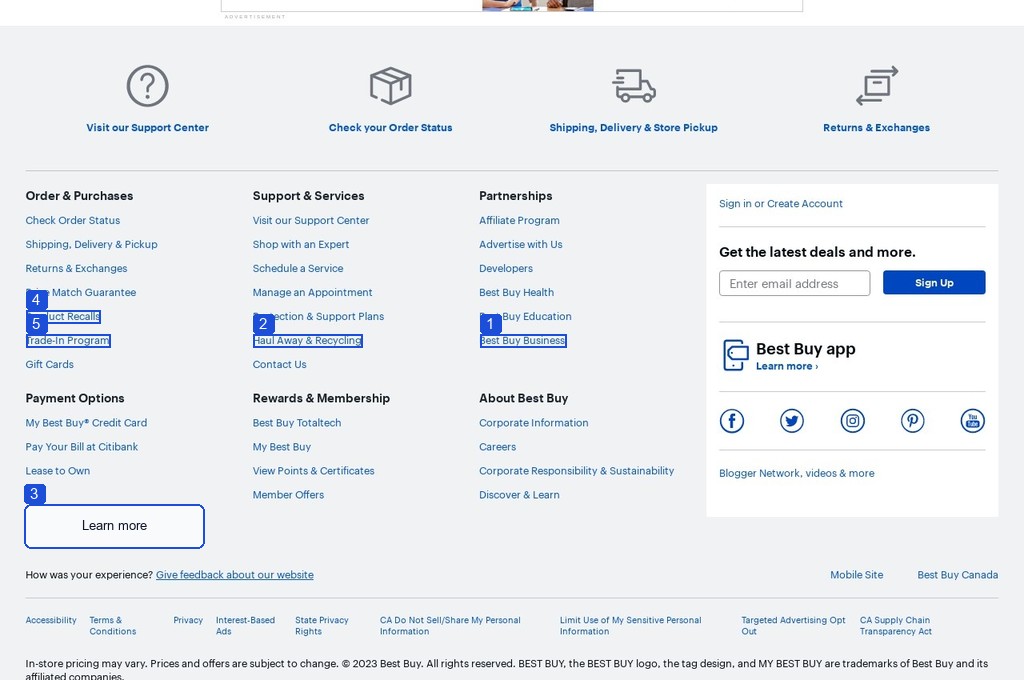 ADVERTISEMENT
Visit our Support Center
Check your Order Status
Shipping, Delivery & Store Pickup
Returns & Exchanges
Order & Purchases
Check Order Status
Shipping, Delivery & Pickup
Returns & Exchanges
Match Guarantee
4
Recalls
5
Trade-In Program
Gift Cards
Support & Services
Visit our Support Center
Shop with an Expert
Schedule a Service
Manage an Appointment
& Support Plans
2
Haul Away & Recycling
Contact Us
Partnerships
Affiliate Program
Advertise with Us
Developers
Best Buy Health
Buy Education
1
Best Buy Business
Payment Options
My Best Buy® Credit Card
Pay Your Bill at Citibank
Lease to Own
3
Learn more
Rewards & Membership
Best Buy Totaltech
My Best Buy
View Points & Certificates
Member Offers
About Best Buy
Corporate Information
Careers
Corporate Responsibility & Sustainability
Discover & Learn
Sign in or Create Account
Get the latest deals and more.
Enter email address
Sign Up
Best Buy app
Learn more ›
You
Tube
Blogger Network, videos & more
How was your experience? Give feedback about our website
Mobile Site
Best Buy Canada
Accessibility
Terms &
Conditions
Privacy
Interest-Based
Ads
State Privacy
Rights
CA Do Not Sell/Share My Personal
Information
Limit Use of My Sensitive Personal
Information
Targeted Advertising Opt
Out
CA Supply Chain
Transparency Act
In-store pricing may vary. Prices and offers are subject to change. © 2023 Best Buy. All rights reserved. BEST BUY, the BEST BUY logo, the tag design, and MY BEST BUY are trademarks of Best Buy and its
affiliated companies.